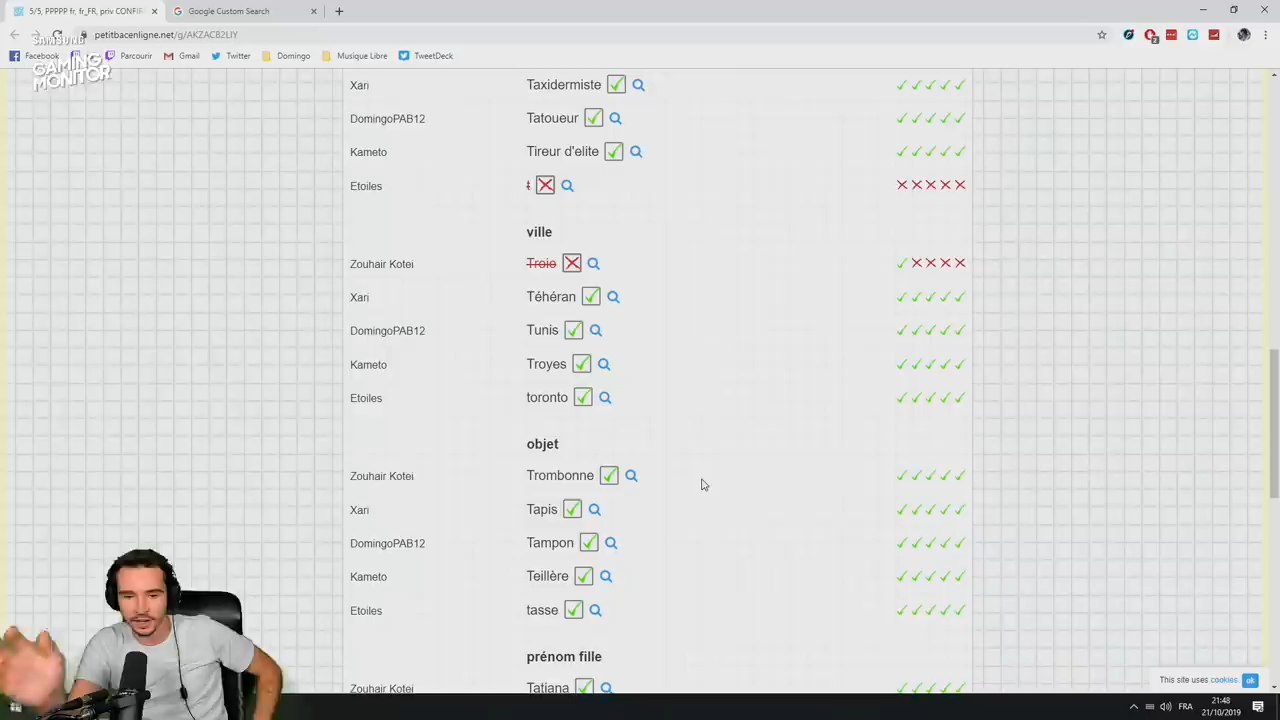 5/5, PPPPP fr, fr_FR, priv CONFIR
Google Custom Search
petitbacenligne.net/g/AKZACB2LIY
Facebook
Parcourir
Gmail
Twitter
Domingo
Musique Libre
TweetDeck
SAMSUNG
GAMING
MONITOR
Xari Taxidermiste
DomingoPAB12 Tatoueur
Kameto Tireur d'elite
Etoiles t
ville
Zouhair Kotei Troie
Xari Téhéran
DomingoPAB12 Tunis
Kameto Troyes
Etoiles toronto
objet
Zouhair Kotei Trombonne
Xari Tapis
DomingoPAB12 Tampon
Kameto Teillère
Etoiles tasse
prénom fille
Zouhair Kotei Tatiana
This site uses cookies. ok
FRA
21:48
21/10/2019